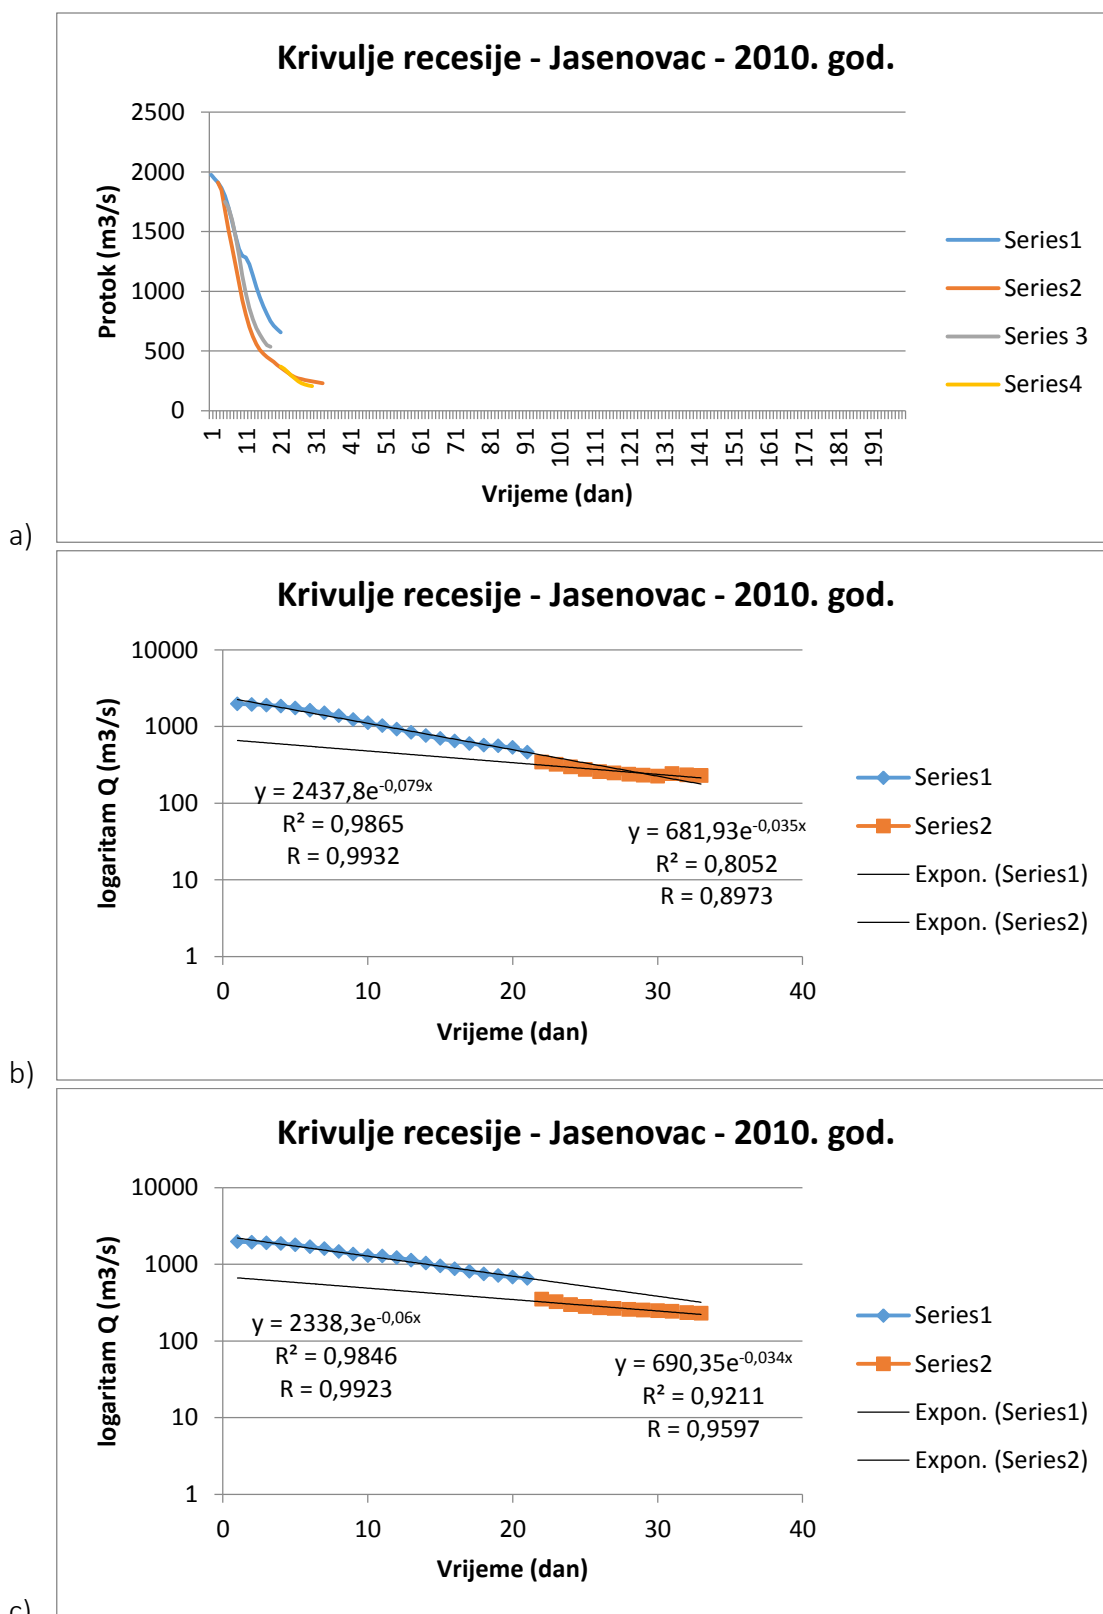 Krivulje recesije - Jasenovac - 2010. god.
Protok (m3/s)
2500
2000
1500
1000
500
0
1 11 21 31 41 51 61 71 81 91 101 111 121 131 141 151 161 171 181 191
Vrijeme (dan)
Series1
Series2
Series 3
Series4
a)
Krivulje recesije - Jasenovac - 2010. god.
logaritam Q (m3/s)
10000
1000
100
10
1
y = 2437,8e^-0,079x
R² = 0,9865
R = 0,9932
y = 681,93e^-0,035x
R² = 0,8052
R = 0,8973
0 10 20 30 40
Vrijeme (dan)
Series1
Series2
Expon. (Series1)
Expon. (Series2)
b)
Krivulje recesije - Jasenovac - 2010. god.
logaritam Q (m3/s)
10000
1000
100
10
1
y = 2338,3e^-0,06x
R² = 0,9846
R = 0,9923
y = 690,35e^-0,034x
R² = 0,9211
R = 0,9597
0 10 20 30 40
Vrijeme (dan)
Series1
Series2
Expon. (Series1)
Expon. (Series2)
c)